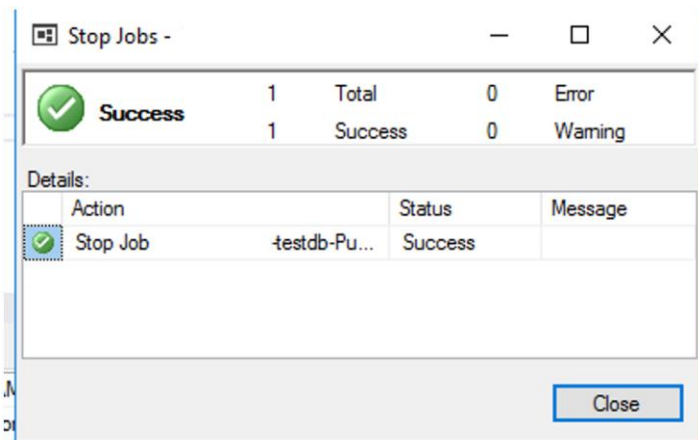 Stop Jobs -
Success
1 Total 0 Error
1 Success 0 Warning
Details:
Action Status Message
Stop Job -testdb-Pu... Success
Close